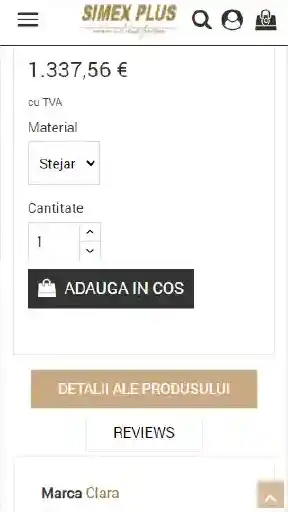 SIMEX PLUS
1.337,56 €
cu TVA
Material
Stejar
Cantitate
1
ADAUGA IN COS
DETALII ALE PRODUSULUI
REVIEWS
Marca Clara